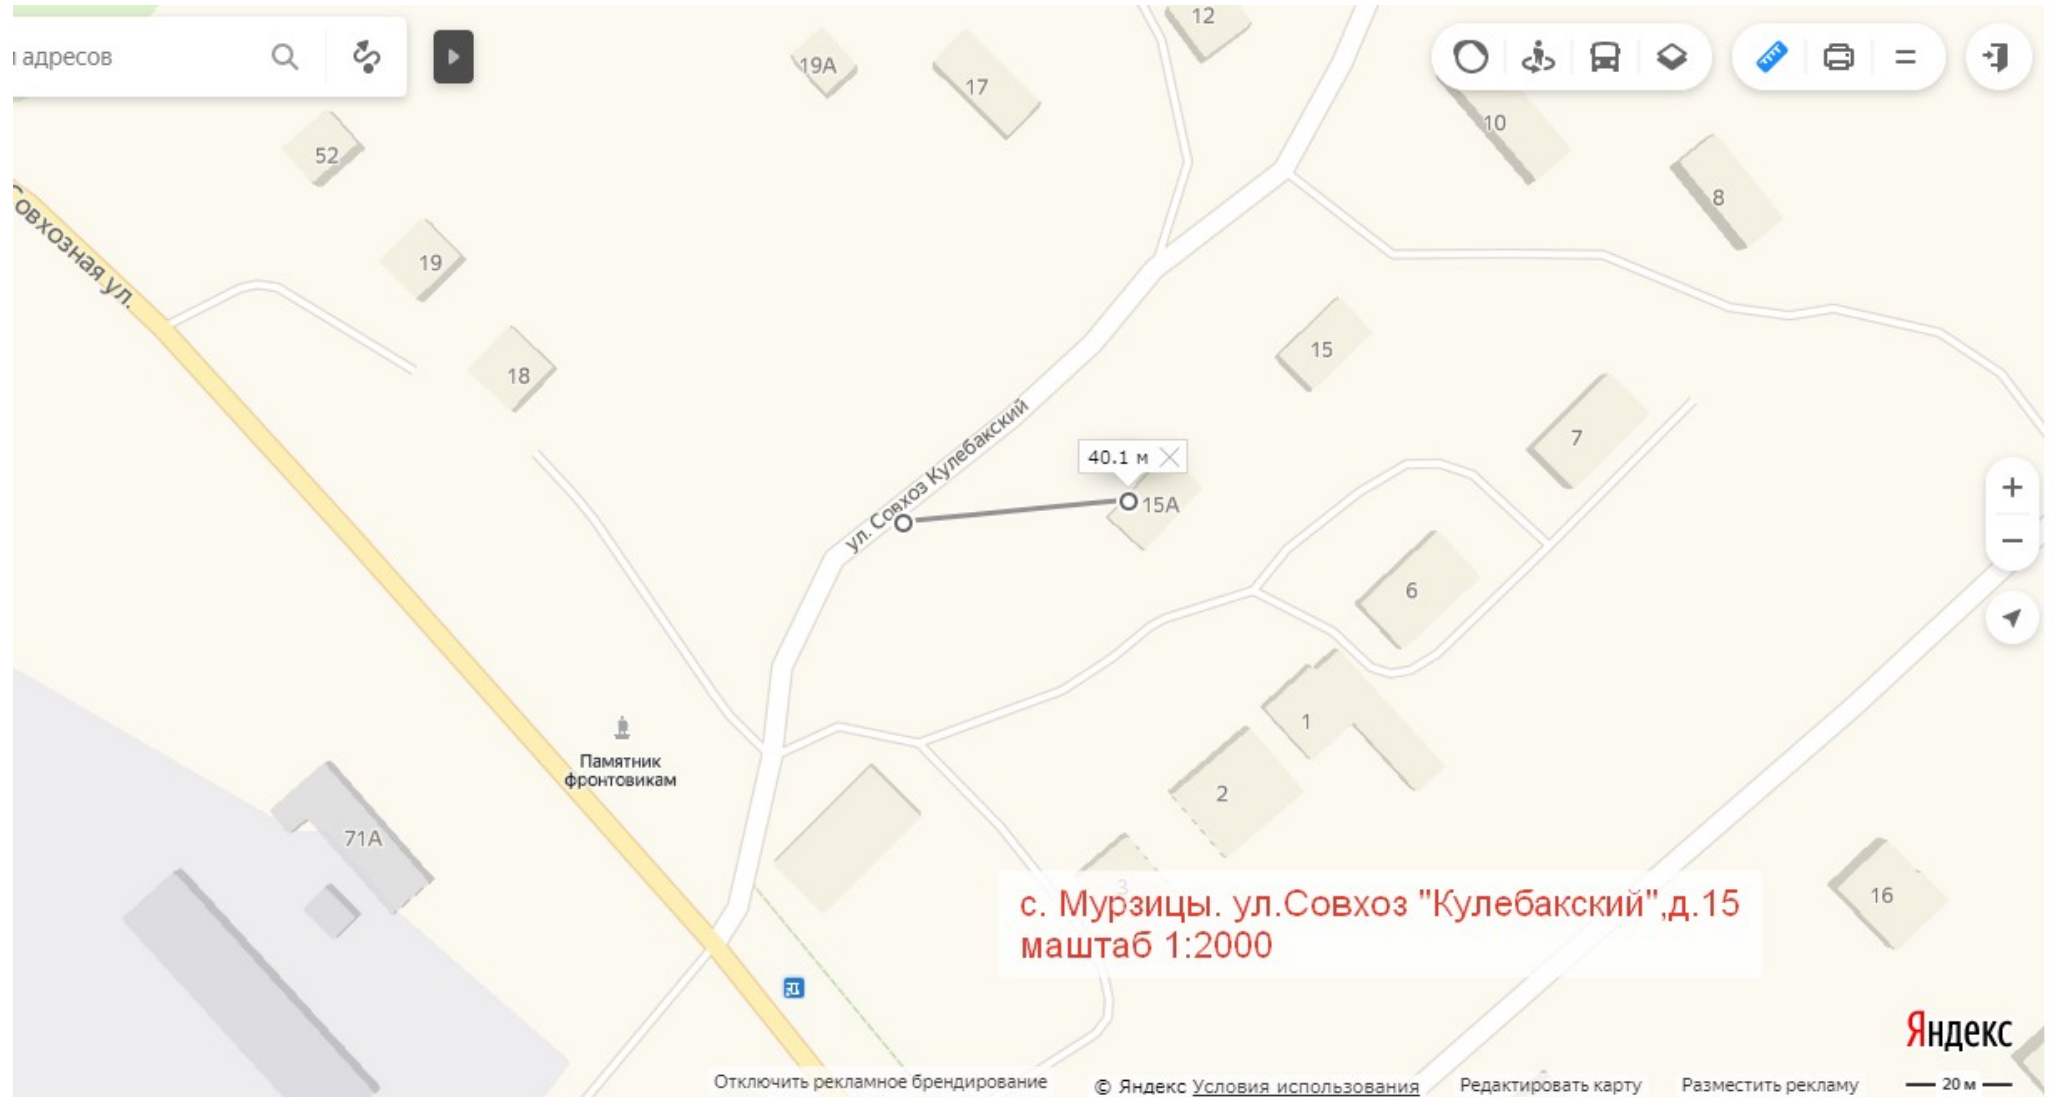 адресов
12
19А
17
10
52
8
Совхозная ул.
19
15
18
7
ул. Совхоз Кулебакский
40.1 м
15А
6
1
Памятник
фронтовикам
2
71А
3
16
с. Мурзицы. ул.Совхоз "Кулебакский",д.15
маштаб 1:2000
Яндекс
Отключить рекламное брендирование
© Яндекс Условия использования
Редактировать карту
Разместить рекламу
20 м